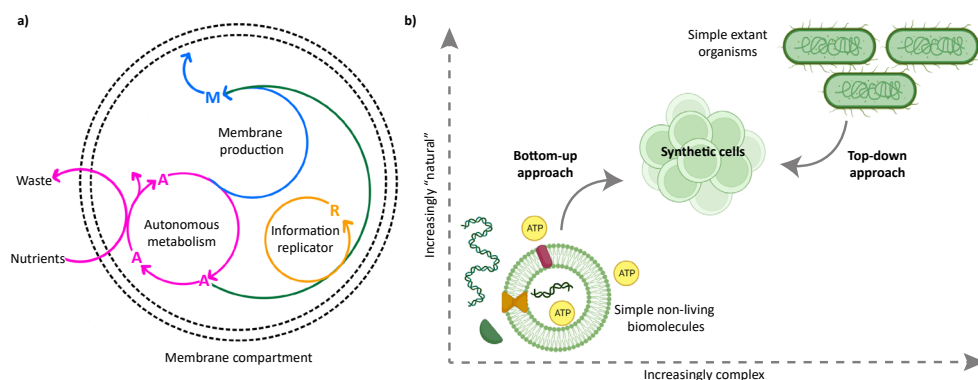 a)
M
Membrane
production
Waste
A
R
Autonomous
metabolism
Information
replicator
Nutrients
A
A
Membrane compartment
b)
Simple extant
organisms
Increasingly “natural”
Bottom-up
approach
Synthetic cells
Top-down
approach
ATP
ATP
ATP
Simple non-living
biomolecules
Increasingly complex